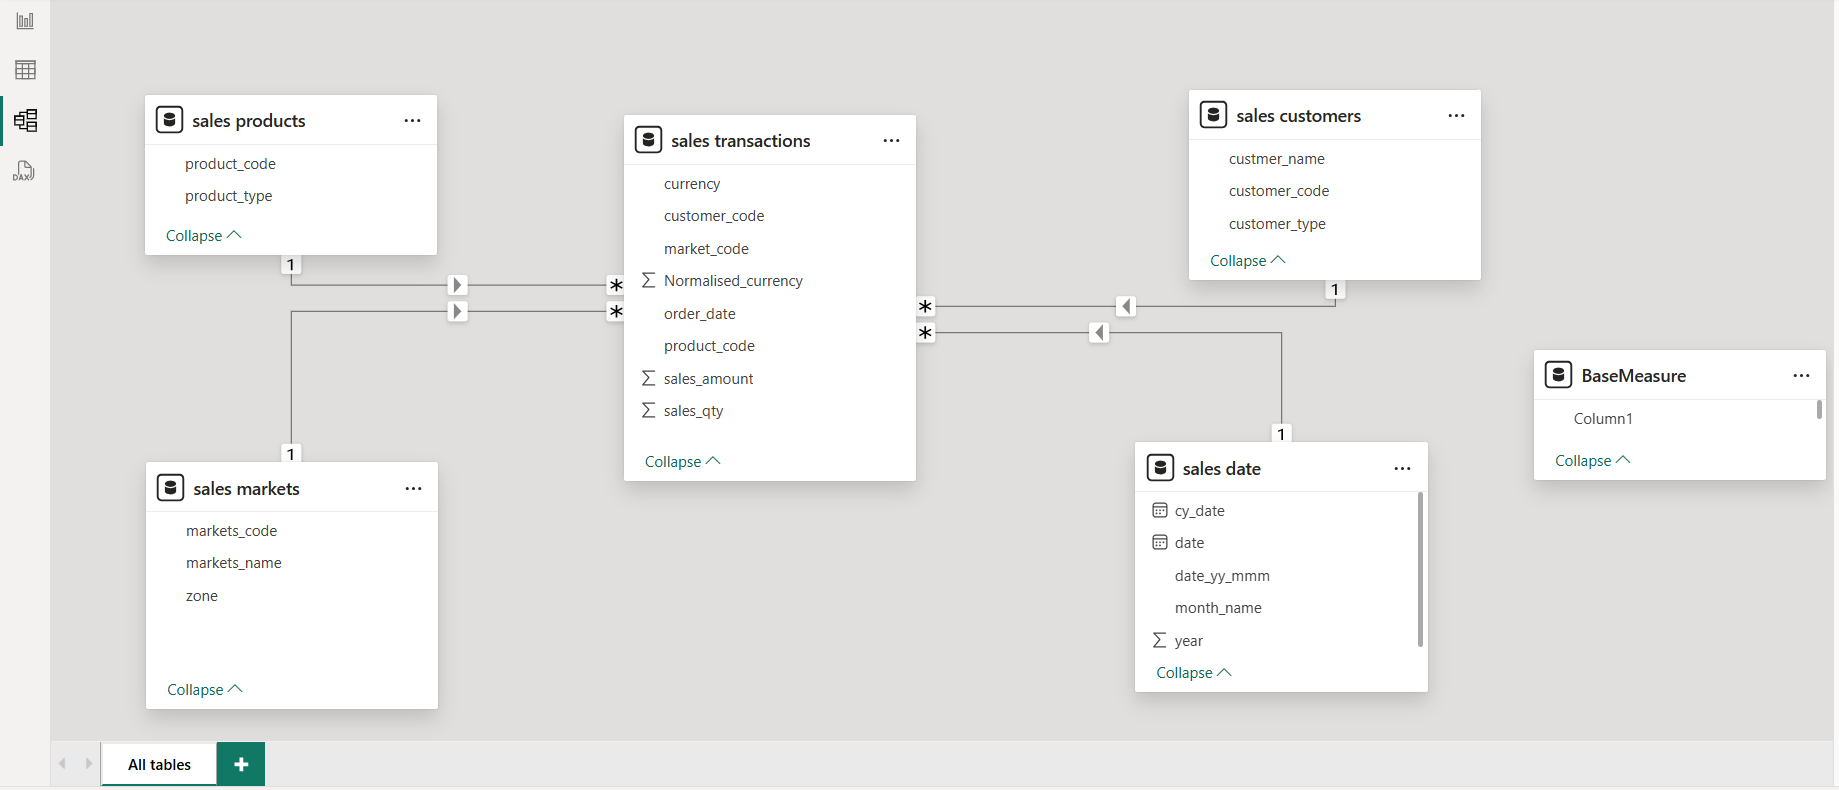 DAX
sales products
product_code
product_type
Collapse
1
*
*
1
sales markets
markets_code
markets_name
zone
Collapse
sales transactions
currency
customer_code
market_code
Σ Normalised_currency
order_date
product_code
Σ sales_amount
Σ sales_qty
Collapse
sales customers
custmer_name
customer_code
customer_type
Collapse
1
*
*
1
sales date
cy_date
date
date_yy_mmm
month_name
Σ year
Collapse
BaseMeasure
Column1
Collapse
All tables